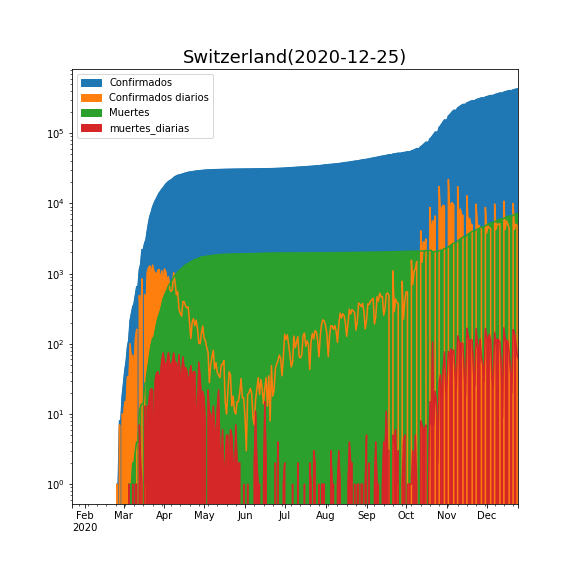 Switzerland(2020-12-25)
Confirmados
Confirmados diarios
Muertes
muertes_diarias
10⁵
10⁴
10³
10²
10¹
10⁰
Feb Mar Apr May Jun Jul Aug Sep Oct Nov Dec
2020